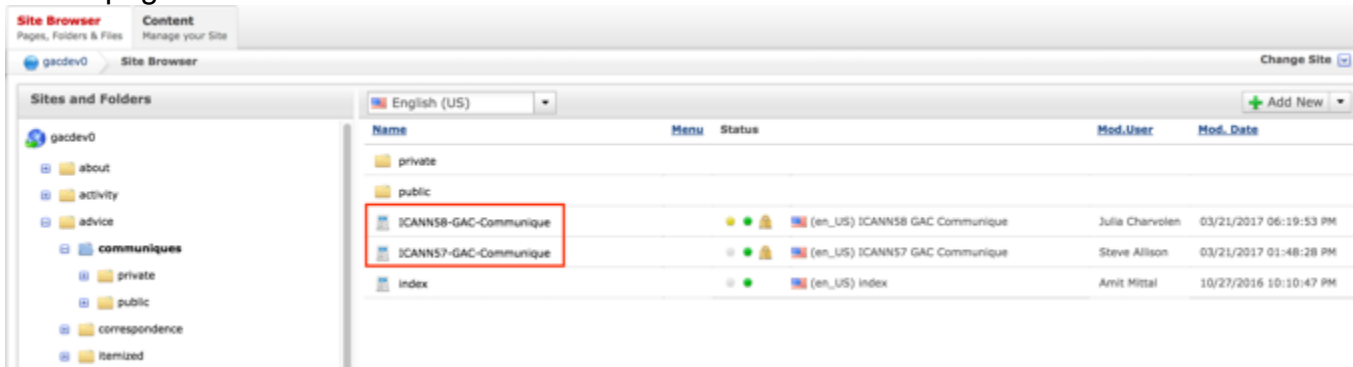 Site Browser
Pages, Folders & Files
Content
Manage your Site
gacdev0
Site Browser
Change Site
Sites and Folders
gacdev0
about
activity
advice
communiques
private
public
correspondence
itemized
English (US)
Add New
Name Menu Status Mod.User Mod. Date
private
public
ICANN58-GAC-Communique (en_US) ICANN58 GAC Communique Julia Charvolen 03/21/2017 06:19:53 PM
ICANN57-GAC-Communique (en_US) ICANN57 GAC Communique Steve Allison 03/21/2017 01:48:28 PM
index (en_US) index Amit Mittal 10/27/2016 10:10:47 PM